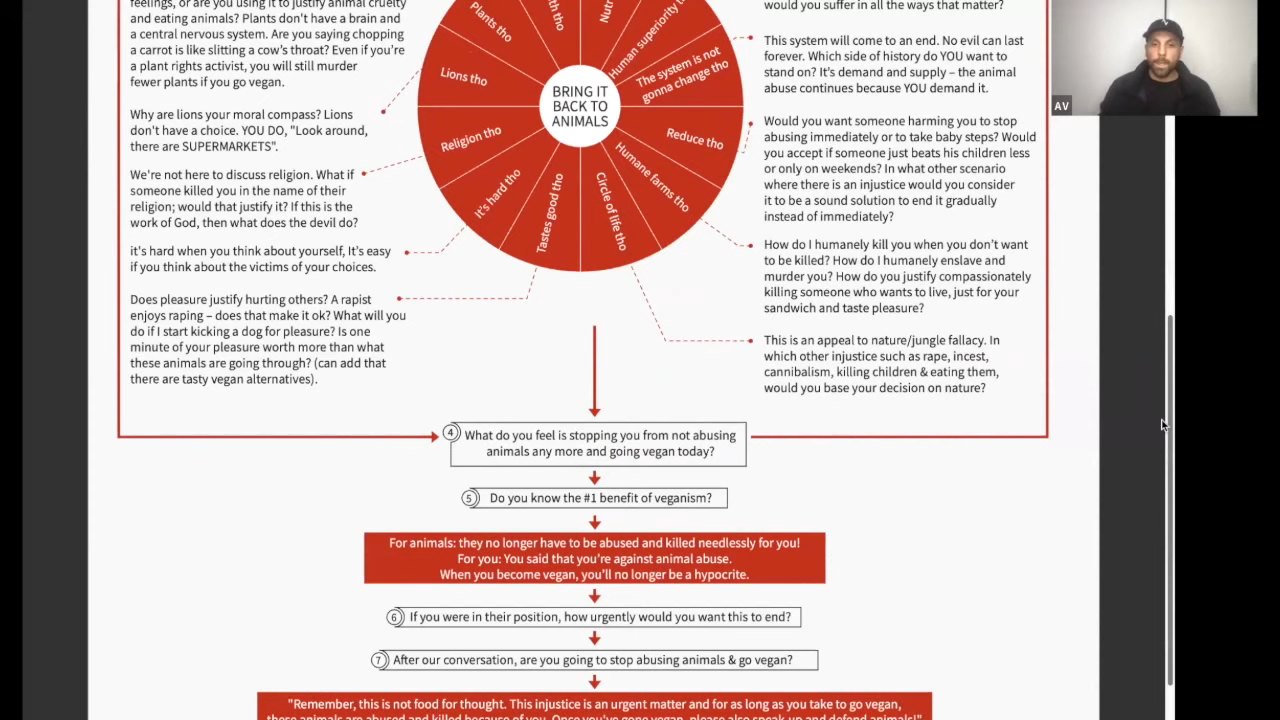 feelings, or are you using it to justify animal cruelty
and eating animals? Plants don't have a brain and
a central nervous system. Are you saying chopping
a carrot is like slitting a cow's throat? Even if you're
a plant rights activist, you will still murder
fewer plants if you go vegan.
Why are lions your moral compass? Lions
don't have a choice. YOU DO, "Look around,
there are SUPERMARKETS".
We're not here to discuss religion. What if
someone killed you in the name of their
religion; would that justify it? If this is the
work of God, then what does the devil do?
it's hard when you think about yourself, It's easy
if you think about the victims of your choices.
Does pleasure justify hurting others? A rapist
enjoys raping – does that make it ok? What will you
do if I start kicking a dog for pleasure? Is one
minute of your pleasure worth more than what
these animals are going through? (can add that
there are tasty vegan alternatives).
Plants tho
Lions tho
Religion tho
It's hard tho
Tastes good tho
Circle of life tho
Humane farms tho
Reduce tho
The system is not
gonna change tho
Human superiority
BRING IT
BACK TO
ANIMALS
would you suffer in all the ways that matter?
This system will come to an end. No evil can last
forever. Which side of history do YOU want to
stand on? It's demand and supply – the animal
abuse continues because YOU demand it.
Would you want someone harming you to stop
abusing immediately or to take baby steps? Would
you accept if someone just beats his children less
or only on weekends? In what other scenario
where there is an injustice would you consider
it to be a sound solution to end it gradually
instead of immediately?
How do I humanely kill you when you don't want
to be killed? How do I humanely enslave and
murder you? How do you justify compassionately
killing someone who wants to live, just for your
sandwich and taste pleasure?
This is an appeal to nature/jungle fallacy. In
which other injustice such as rape, incest,
cannibalism, killing children & eating them,
would you base your decision on nature?
AV
4 What do you feel is stopping you from not abusing
animals any more and going vegan today?
5 Do you know the #1 benefit of veganism?
For animals: they no longer have to be abused and killed needlessly for you!
For you: You said that you're against animal abuse.
When you become vegan, you'll no longer be a hypocrite.
6 If you were in their position, how urgently would you want this to end?
7 After our conversation, are you going to stop abusing animals & go vegan?
"Remember, this is not food for thought. This injustice is an urgent matter and for as long as you take to go vegan,
these animals are abused and killed because of you. Once you've gone vegan, please also speak up and defend animals!"